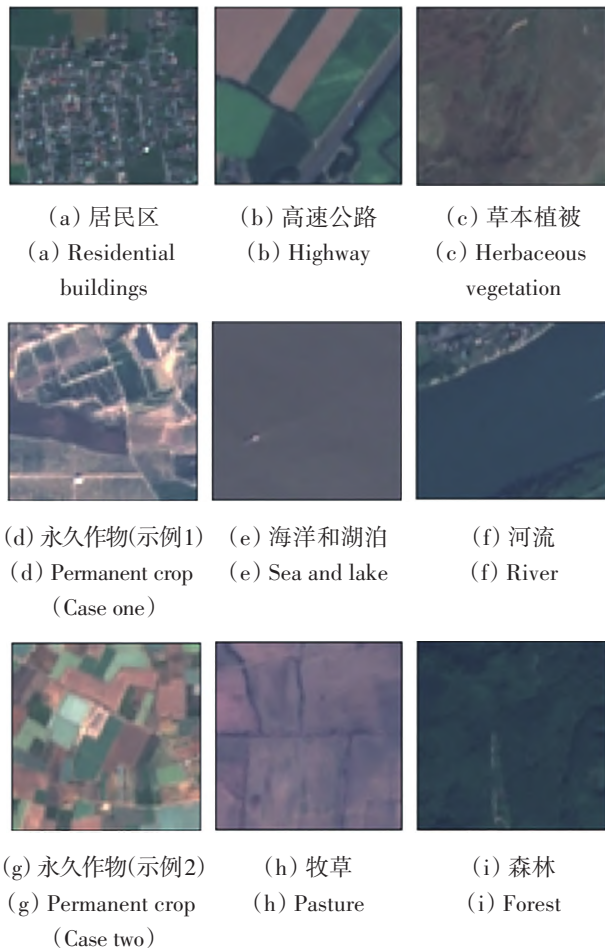 (a) 居民区
(a) Residential
buildings
(b) 高速公路
(b) Highway
(c) 草本植被
(c) Herbaceous
vegetation
(d) 永久作物(示例1)
(d) Permanent crop
(Case one)
(e) 海洋和湖泊
(e) Sea and lake
(f) 河流
(f) River
(g) 永久作物(示例2)
(g) Permanent crop
(Case two)
(h) 牧草
(h) Pasture
(i) 森林
(i) Forest